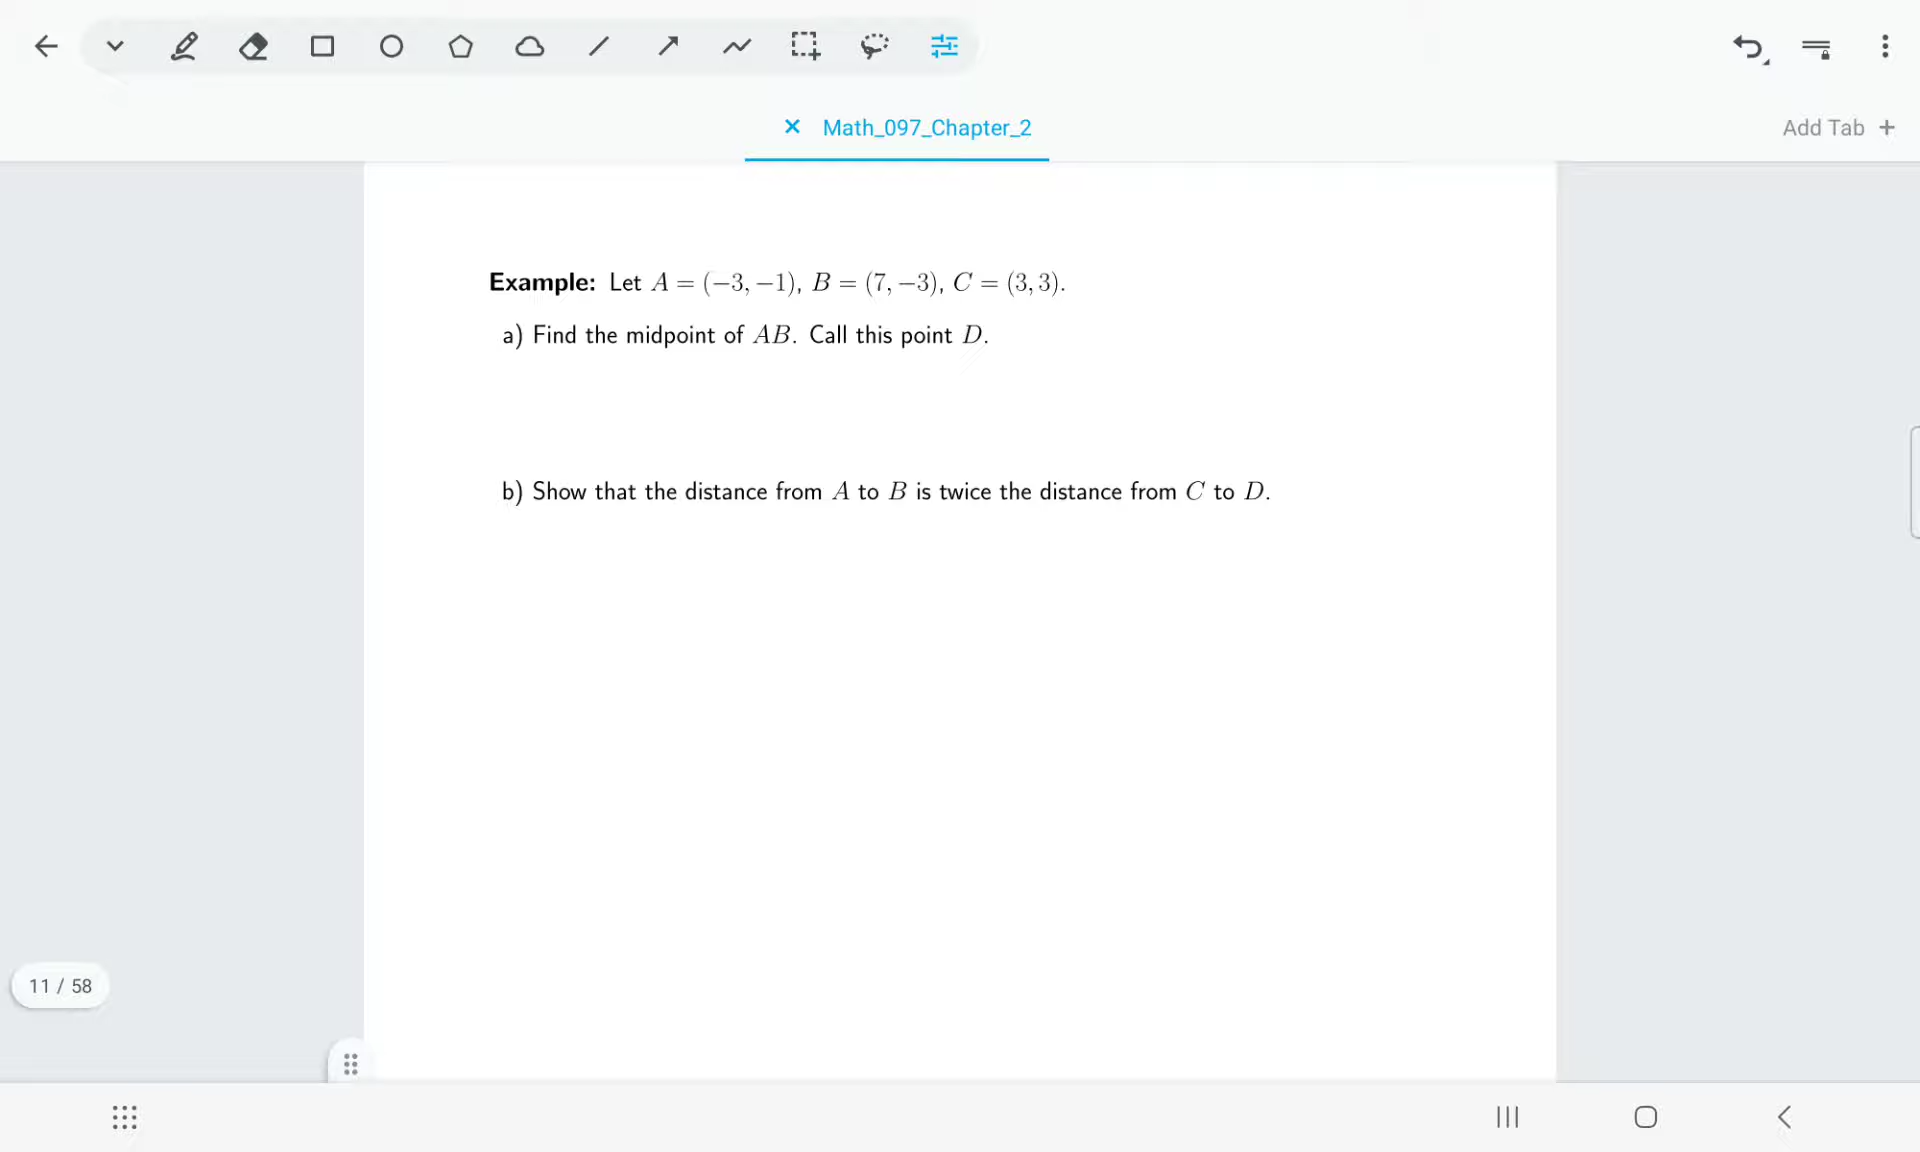 Math_097_Chapter_2
Add Tab +
Example: Let A = (−3, −1), B = (7, −3), C = (3, 3).
a) Find the midpoint of AB. Call this point D.
b) Show that the distance from A to B is twice the distance from C to D.
11 / 58